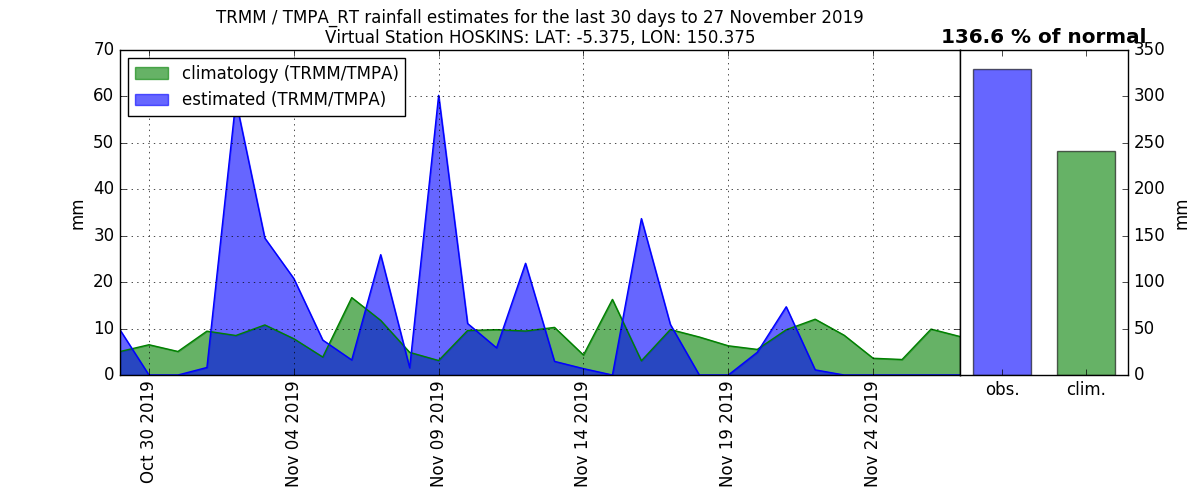 TRMM / TMPA_RT rainfall estimates for the last 30 days to 27 November 2019
Virtual Station HOSKINS: LAT: -5.375, LON: 150.375
136.6 % of normal
climatology (TRMM/TMPA)
estimated (TRMM/TMPA)
70
60
50
40
30
20
10
0
mm
Oct 30 2019
Nov 04 2019
Nov 09 2019
Nov 14 2019
Nov 19 2019
Nov 24 2019
obs.
clim.
350
300
250
200
150
100
50
0
mm